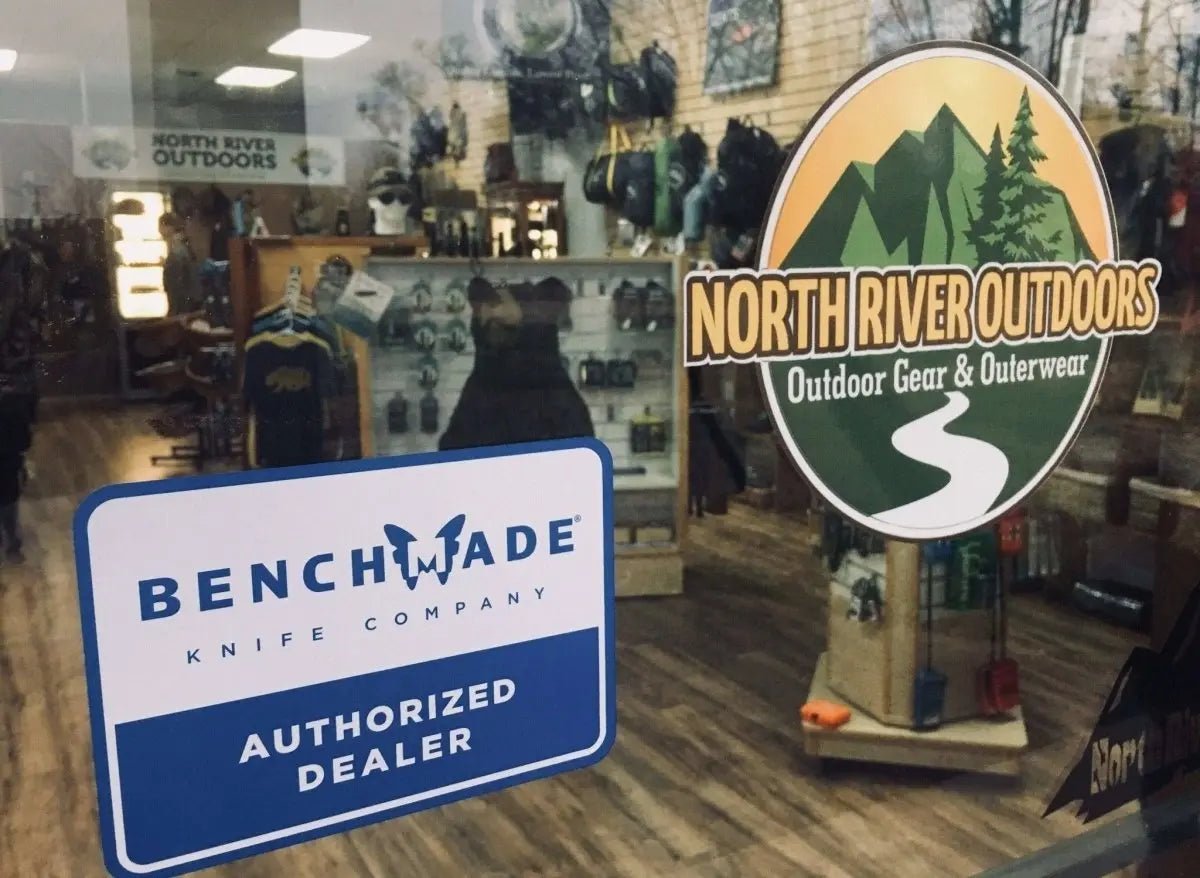 NORTH RIVER
OUTDOORS
NORTH RIVER OUTDOORS
Outdoor Gear & Outerwear
BENCHMADE®
KNIFE COMPANY
AUTHORIZED
DEALER